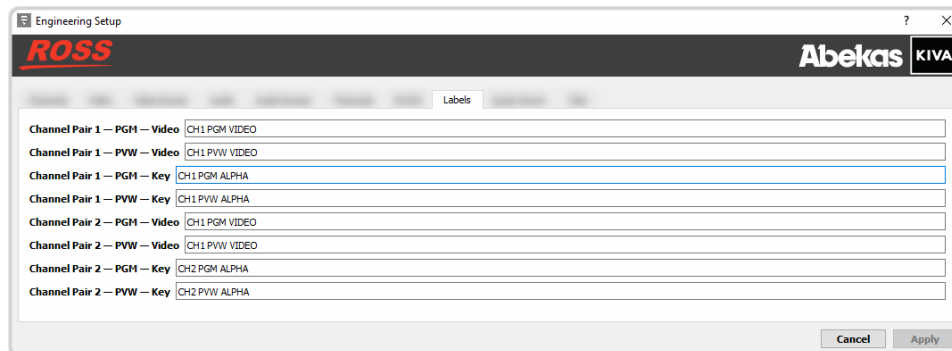 Engineering Setup ? ×
ROSS Abekas KIVA
Labels
Channel Pair 1 — PGM — Video CH1 PGM VIDEO
Channel Pair 1 — PVW — Video CH1 PVW VIDEO
Channel Pair 1 — PGM — Key CH1 PGM ALPHA
Channel Pair 1 — PVW — Key CH1 PVW ALPHA
Channel Pair 2 — PGM — Video CH1 PGM VIDEO
Channel Pair 2 — PVW — Video CH1 PVW VIDEO
Channel Pair 2 — PGM — Key CH2 PGM ALPHA
Channel Pair 2 — PVW — Key CH2 PVW ALPHA
Cancel Apply